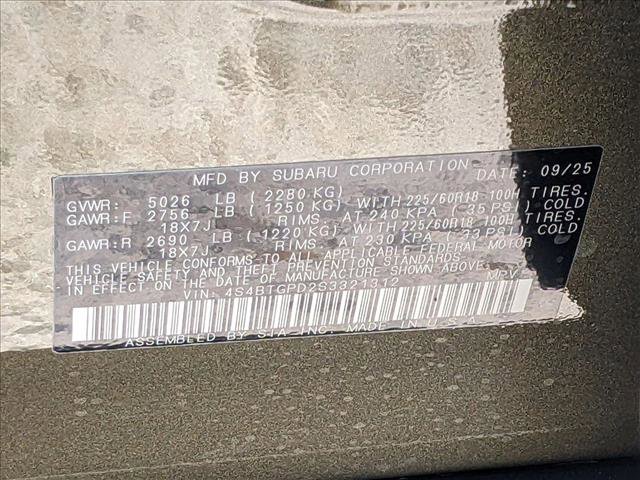 MFD BY SUBARU CORPORATION DATE: 09/25
GVWR: 5026 LB (2280 KG)
GAWR:F 2756 LB (1250 KG) WITH 225/60R18 100H TIRES.
18X7J RIMS. AT 240 KPA (35 PSI) COLD
GAWR:R 2690 LB (1220 KG) WITH 225/60R18 100H TIRES.
18X7J RIMS. AT 230 KPA (33 PSI) COLD
THIS VEHICLE CONFORMS TO ALL APPLICABLE FEDERAL MOTOR
VEHICLE SAFETY AND THEFT PREVENTION STANDARDS
IN EFFECT ON THE DATE OF MANUFACTURE SHOWN ABOVE.
VIN: 4S4BTGPD2S3321312 MPV
ASSEMBLED BY S-I-A-INC. MADE IN U.S.A.